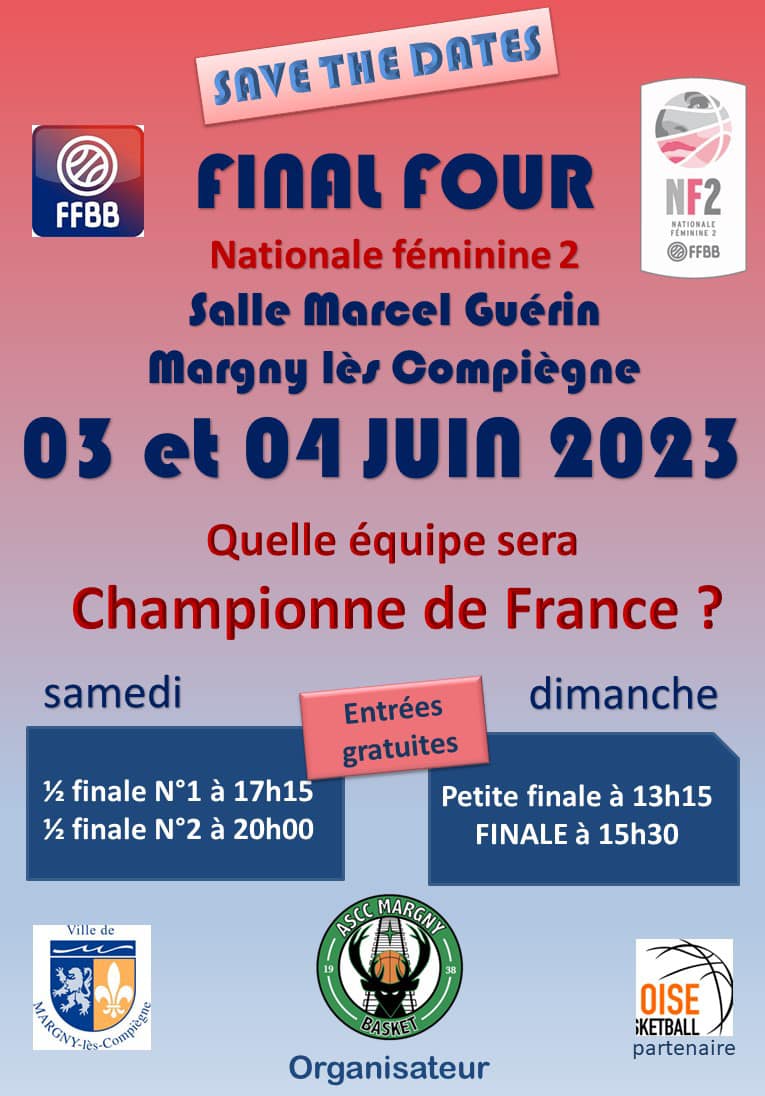 SAVE THE DATES
FFBB
FINAL FOUR
NF2
NATIONALE
FÉMININE 2
FFBB
Nationale féminine 2
Salle Marcel Guérin
Margny lès Compiègne
03 et 04 JUIN 2023
Quelle équipe sera
Championne de France ?
samedi
Entrées
gratuites
dimanche
½ finale N°1 à 17h15
½ finale N°2 à 20h00
Petite finale à 13h15
FINALE à 15h30
Ville de
MARGNY-lès-Compiègne
ASCC MARGNY
19 38
BASKET
Organisateur
OISE
SKETBALL
partenaire